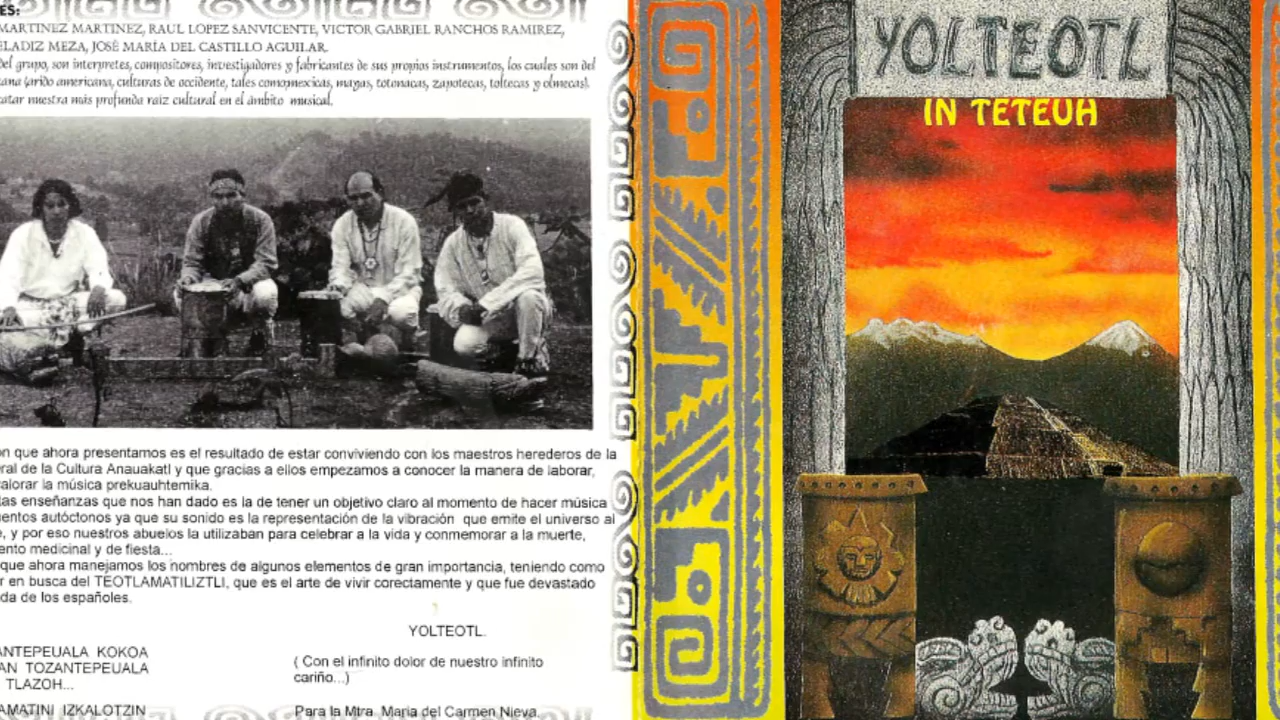 ES:
MARTINEZ MARTINEZ, RAUL LÓPEZ SANVICENTE, VICTOR GABRIEL RANCHOS RAMIREZ,
ELADIZ MEZA, JOSÉ MARÍA DEL CASTILLO AGUILAR.
del grupo, son interpretes, compositores, investigadores y fabricantes de sus propios instrumentos, los cuales son del
ana (arido americana, culturas de occidente, tales comomexicas, mayas, totonacas, zapotecas, toltecas y olmecas).
catar nuestra más profunda raiz cultural en el ámbito musical.
on que ahora presentamos es el resultado de estar conviviendo con los maestros herederos de la
ral de la Cultura Anauakatl y que gracias a ellos empezamos a conocer la manera de laborar,
valorar la música prekuauhtemika.
tas enseñanzas que nos han dado es la de tener un objetivo claro al momento de hacer música
uentos autóctonos ya que su sonido es la representación de la vibración que emite el universo al
e, y por eso nuestros abuelos la utilizaban para celebrar a la vida y conmemorar a la muerte,
ento medicinal y de fiesta...
que ahora manejamos los nombres de algunos elementos de gran importancia, teniendo como
r en busca del TEOTLAMATILIZTLI, que es el arte de vivir corectamente y que fue devastado
da de los españoles.
YOLTEOTL.
ANTEPEUALA KOKOA
AN TOZANTEPEUALA
TLAZOH...
AMATINI IZKALOTZIN
( Con el infinito dolor de nuestro infinito
cariño...)
Para la Mtra. Maria del Carmen Nieva.
YOLTEOTL
IN TETEUH